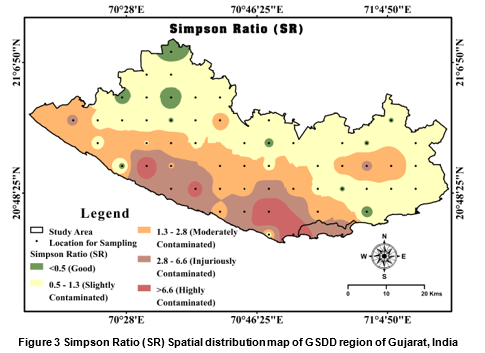 70°28'E 70°46'25"E 71°4'50"E
Simpson Ratio (SR)
21°6'50"N 21°6'50"N
20°48'25"N 20°48'25"N
Legend
Study Area
Location for Sampling
Simpson Ratio (SR)
<0.5 (Good)
0.5 - 1.3 (Slightly
Contaminated)
1.3 - 2.8 (Moderately
Contaminated)
2.8 - 6.6 (Injuriously
Contaminated)
>6.6 (Highly
Contaminated)
N
W E
S
0 10 20 Kms
70°28'E 70°46'25"E 71°4'50"E
Figure 3 Simpson Ratio (SR) Spatial distribution map of GSDD region of Gujarat, India